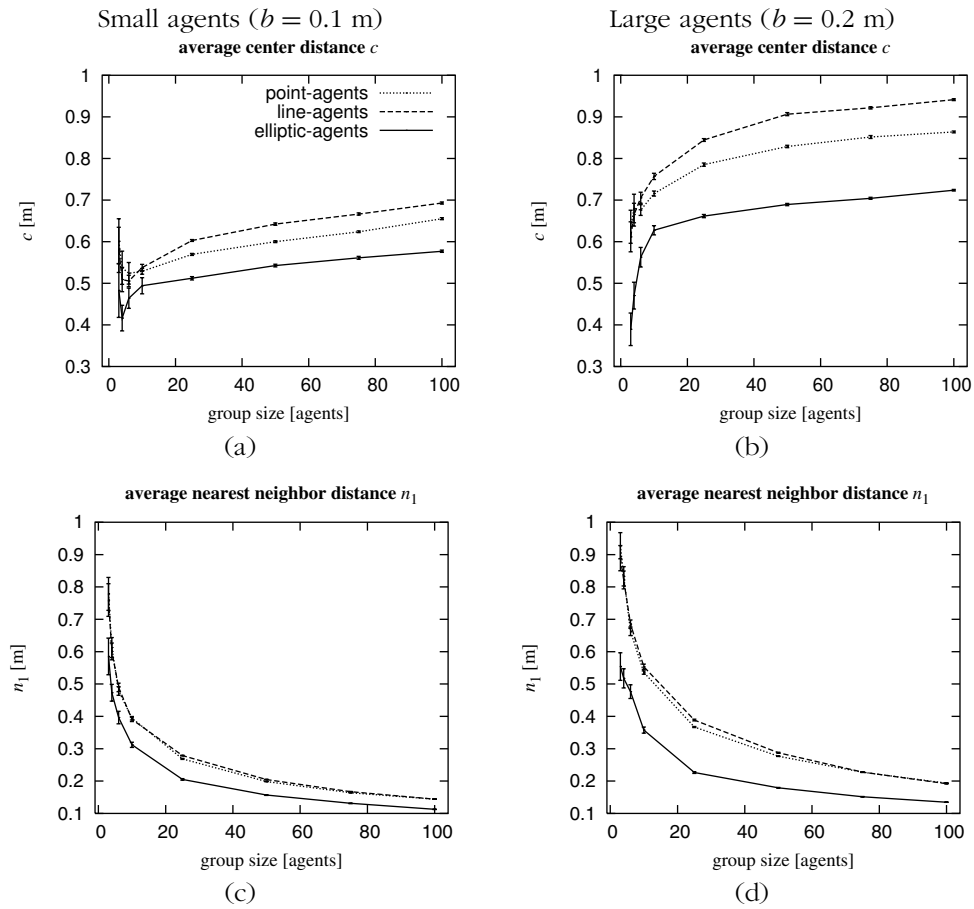 Small agents (b = 0.1 m)
average center distance c
1
0.9
0.8
0.7
0.6
0.5
0.4
0.3
c [m]
point-agents
line-agents
elliptic-agents
0 20 40 60 80 100
group size [agents]
(a)
Large agents (b = 0.2 m)
average center distance c
1
0.9
0.8
0.7
0.6
0.5
0.4
0.3
c [m]
0 20 40 60 80 100
group size [agents]
(b)
average nearest neighbor distance n₁
1
0.9
0.8
0.7
0.6
0.5
0.4
0.3
0.2
0.1
n₁ [m]
0 20 40 60 80 100
group size [agents]
(c)
average nearest neighbor distance n₁
1
0.9
0.8
0.7
0.6
0.5
0.4
0.3
0.2
0.1
n₁ [m]
0 20 40 60 80 100
group size [agents]
(d)